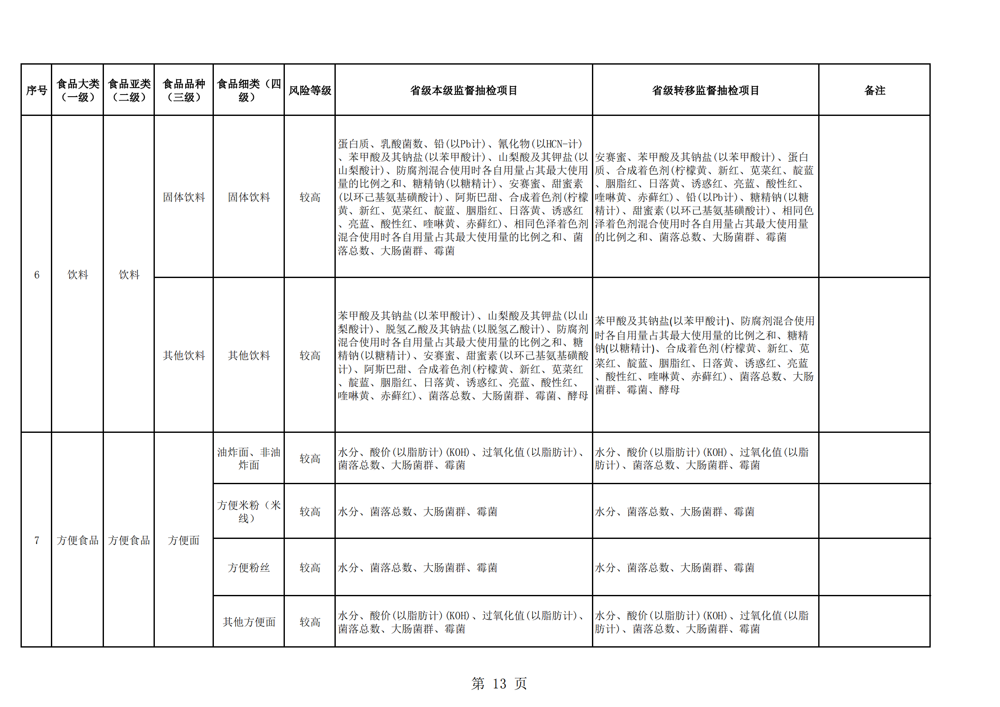 序号
食品大类
（一级）
食品亚类
（二级）
食品品种
（三级）
食品细类（四
级）
风险等级
省级本级监督抽检项目
省级转移监督抽检项目
备注
6
饮料
饮料
固体饮料
固体饮料
较高
蛋白质、乳酸菌数、铅(以Pb计)、氰化物(以HCN-计)
、苯甲酸及其钠盐(以苯甲酸计)、山梨酸及其钾盐(以
山梨酸计)、防腐剂混合使用时各自用量占其最大使用
量的比例之和、糖精钠(以糖精计)、安赛蜜、甜蜜素
(以环己基氨基磺酸计)、阿斯巴甜、合成着色剂(柠檬
黄、新红、苋菜红、靛蓝、胭脂红、日落黄、诱惑红
、亮蓝、酸性红、喹啉黄、赤藓红)、相同色泽着色剂
混合使用时各自用量占其最大使用量的比例之和、菌
落总数、大肠菌群、霉菌
安赛蜜、苯甲酸及其钠盐(以苯甲酸计)、蛋白
质、合成着色剂(柠檬黄、新红、苋菜红、靛蓝
、胭脂红、日落黄、诱惑红、亮蓝、酸性红、
喹啉黄、赤藓红)、铅(以Pb计)、糖精钠(以糖
精计)、甜蜜素(以环己基氨基磺酸计)、相同色
泽着色剂混合使用时各自用量占其最大使用量
的比例之和、菌落总数、大肠菌群、霉菌
其他饮料
其他饮料
较高
苯甲酸及其钠盐(以苯甲酸计)、山梨酸及其钾盐(以山
梨酸计)、脱氢乙酸及其钠盐(以脱氢乙酸计)、防腐剂
混合使用时各自用量占其最大使用量的比例之和、糖
精钠(以糖精计)、安赛蜜、甜蜜素(以环己基氨基磺酸
计)、阿斯巴甜、合成着色剂(柠檬黄、新红、苋菜红
、靛蓝、胭脂红、日落黄、诱惑红、亮蓝、酸性红、
喹啉黄、赤藓红)、菌落总数、大肠菌群、霉菌、酵母
苯甲酸及其钠盐(以苯甲酸计)、防腐剂混合使用
时各自用量占其最大使用量的比例之和、糖精
钠(以糖精计)、合成着色剂(柠檬黄、新红、苋
菜红、靛蓝、胭脂红、日落黄、诱惑红、亮蓝
、酸性红、喹啉黄、赤藓红)、菌落总数、大肠
菌群、霉菌、酵母
7
方便食品
方便食品
方便面
油炸面、非油
炸面
较高
水分、酸价(以脂肪计)(KOH)、过氧化值(以脂肪计)、
菌落总数、大肠菌群、霉菌
水分、酸价(以脂肪计)(KOH)、过氧化值(以脂
肪计)、菌落总数、大肠菌群、霉菌
方便米粉（米
线）
较高
水分、菌落总数、大肠菌群、霉菌
水分、菌落总数、大肠菌群、霉菌
方便粉丝
较高
水分、菌落总数、大肠菌群、霉菌
水分、菌落总数、大肠菌群、霉菌
其他方便面
较高
水分、酸价(以脂肪计)(KOH)、过氧化值(以脂肪计)、
菌落总数、大肠菌群、霉菌
水分、酸价(以脂肪计)(KOH)、过氧化值(以脂
肪计)、菌落总数、大肠菌群、霉菌
第 13 页